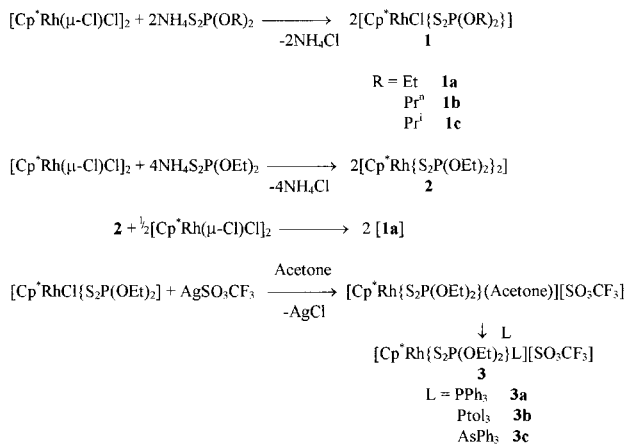 [Cp*Rh(μ-Cl)Cl]₂ + 2NH₄S₂P(OR)₂ ⟶ 2[Cp*RhCl{S₂P(OR)₂}]
-2NH₄Cl 1
R = Et 1a
Prⁿ 1b
Prⁱ 1c
[Cp*Rh(μ-Cl)Cl]₂ + 4NH₄S₂P(OEt)₂ ⟶ 2[Cp*Rh{S₂P(OEt)₂}₂]
-4NH₄Cl 2
2 + ½[Cp*Rh(μ-Cl)Cl]₂ ⟶ 2 [1a]
Acetone
[Cp*RhCl{S₂P(OEt)₂] + AgSO₃CF₃ ⟶ [Cp*Rh{S₂P(OEt)₂}(Acetone)][SO₃CF₃]
-AgCl
↓ L
[Cp*Rh{S₂P(OEt)₂}L][SO₃CF₃]
3
L = PPh₃ 3a
Ptol₃ 3b
AsPh₃ 3c